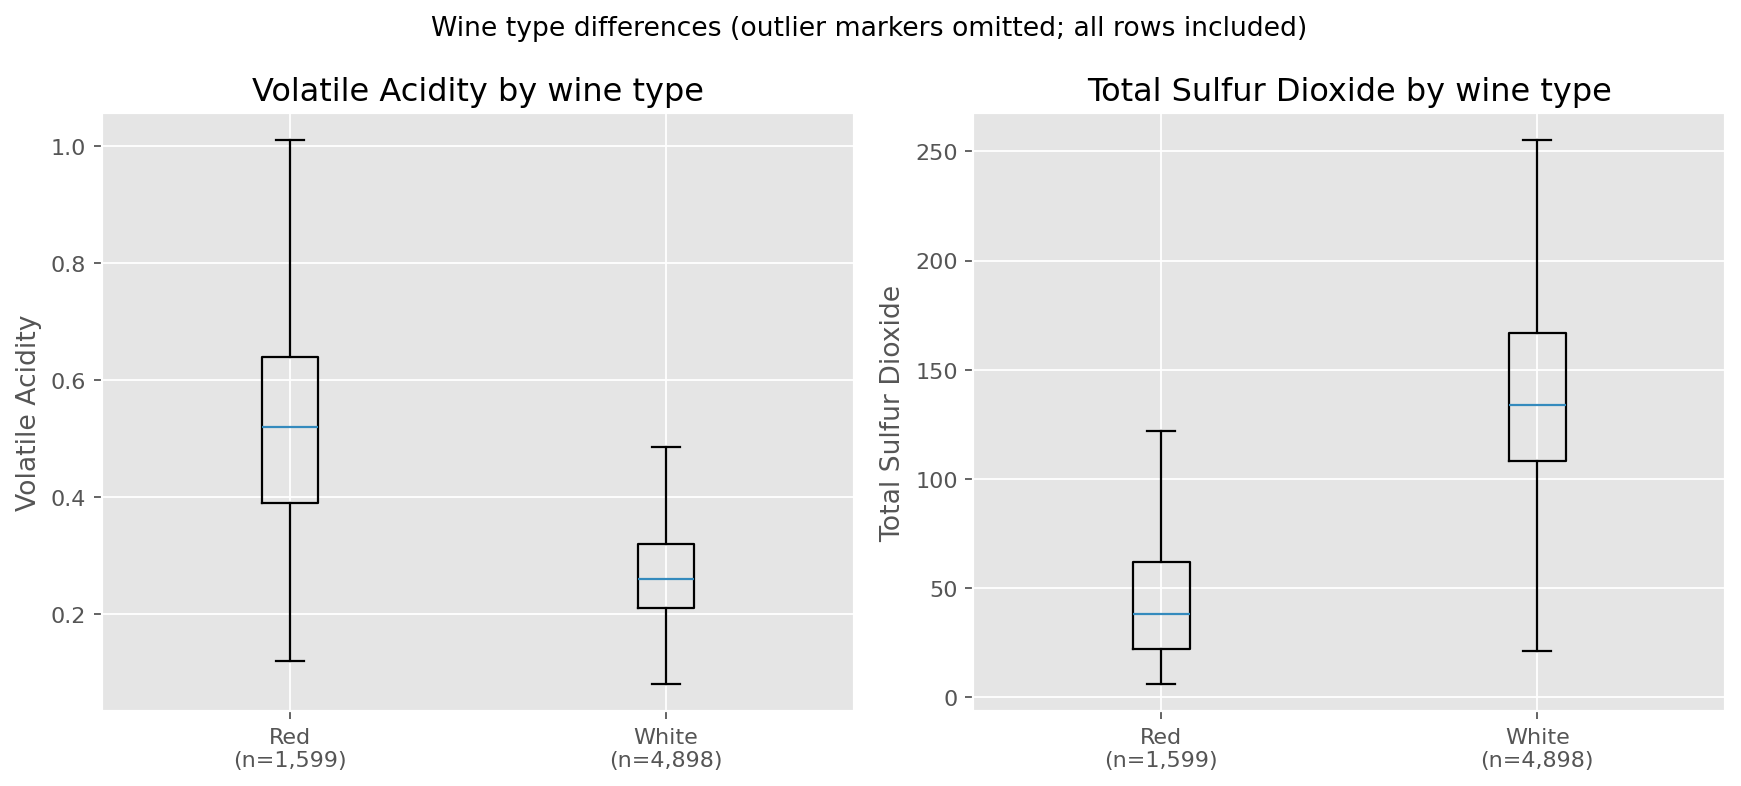 Wine type differences (outlier markers omitted; all rows included)
Volatile Acidity by wine type
Volatile Acidity
1.0
0.8
0.6
0.4
0.2
Red
(n=1,599)
White
(n=4,898)
Total Sulfur Dioxide by wine type
Total Sulfur Dioxide
250
200
150
100
50
0
Red
(n=1,599)
White
(n=4,898)